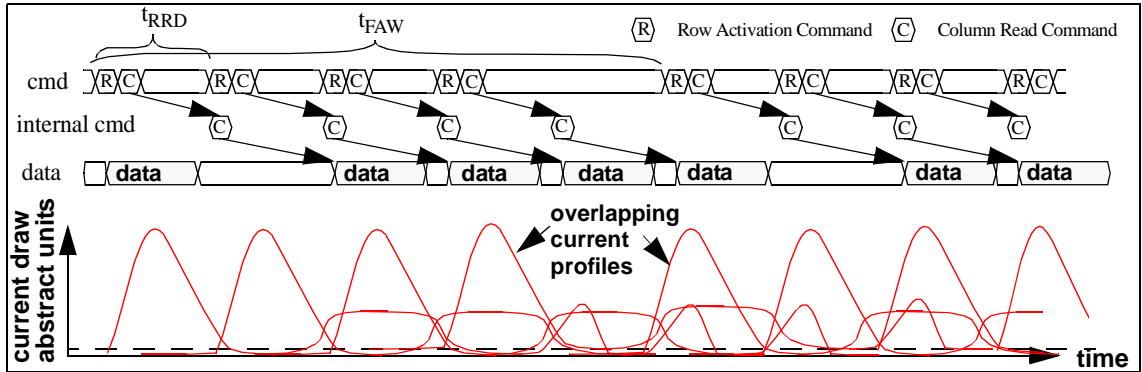 tRRD
tFAW
R Row Activation Command C Column Read Command
cmd R C R C R C R C R C R C R C R C
internal cmd C C C C C C C
data data data data data data data data
current draw
abstract units
overlapping
current
profiles
time